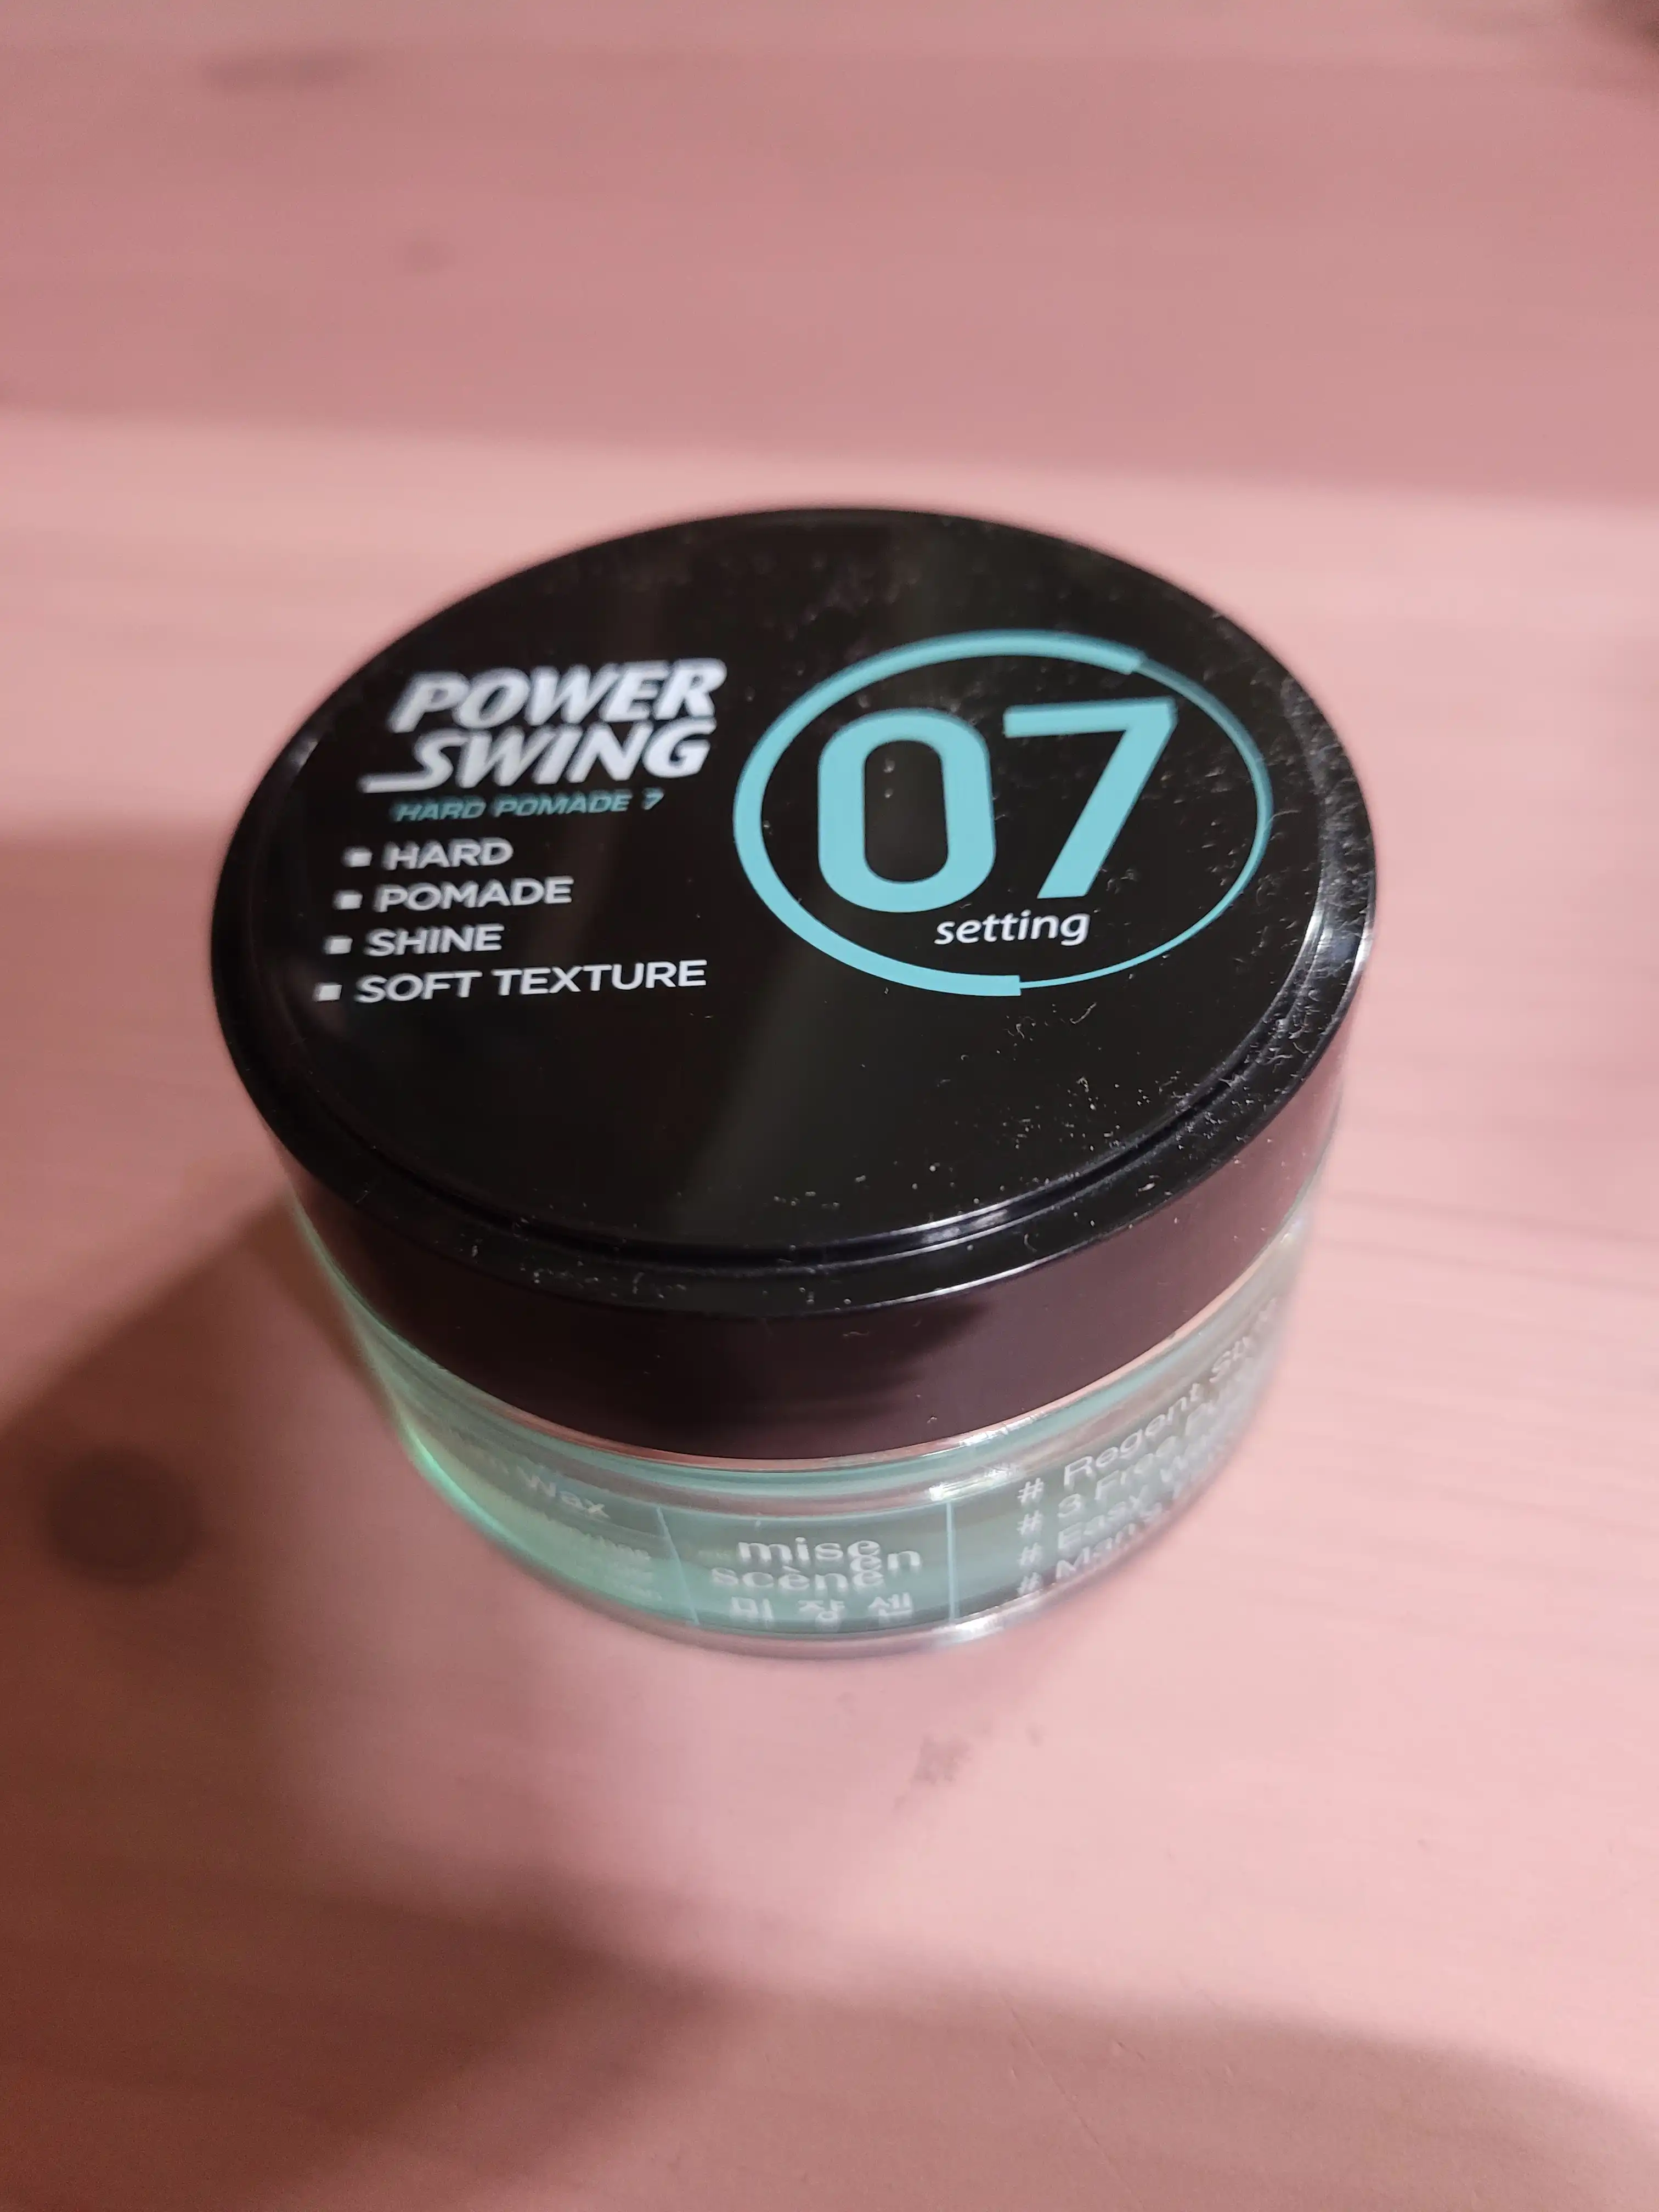 POWER
SWING
HARD POMADE 7
▪ HARD
▪ POMADE
▪ SHINE
▪ SOFT TEXTURE
07
setting
Wax
mise
en
scène
미쟝센
# Regent
# 3 Free
# Easy
#